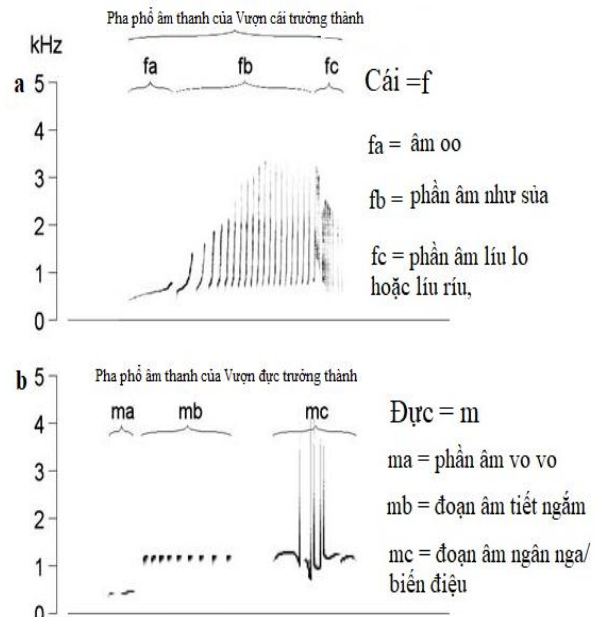 Pha phổ âm thanh của Vượn cái trưởng thành
kHz
fa fb fc
a 5
Cái =f
4
fa = âm oo
3
fb = phần âm như sủa
2
fc = phần âm líu lo
hoặc líu ríu,
1
0
b 5
Pha phổ âm thanh của Vượn đực trưởng thành
ma mb mc
Đực = m
4
ma = phần âm vo vo
3
mb = đoạn âm tiết ngắm
2
mc = đoạn âm ngân nga/
biến điệu
1
0